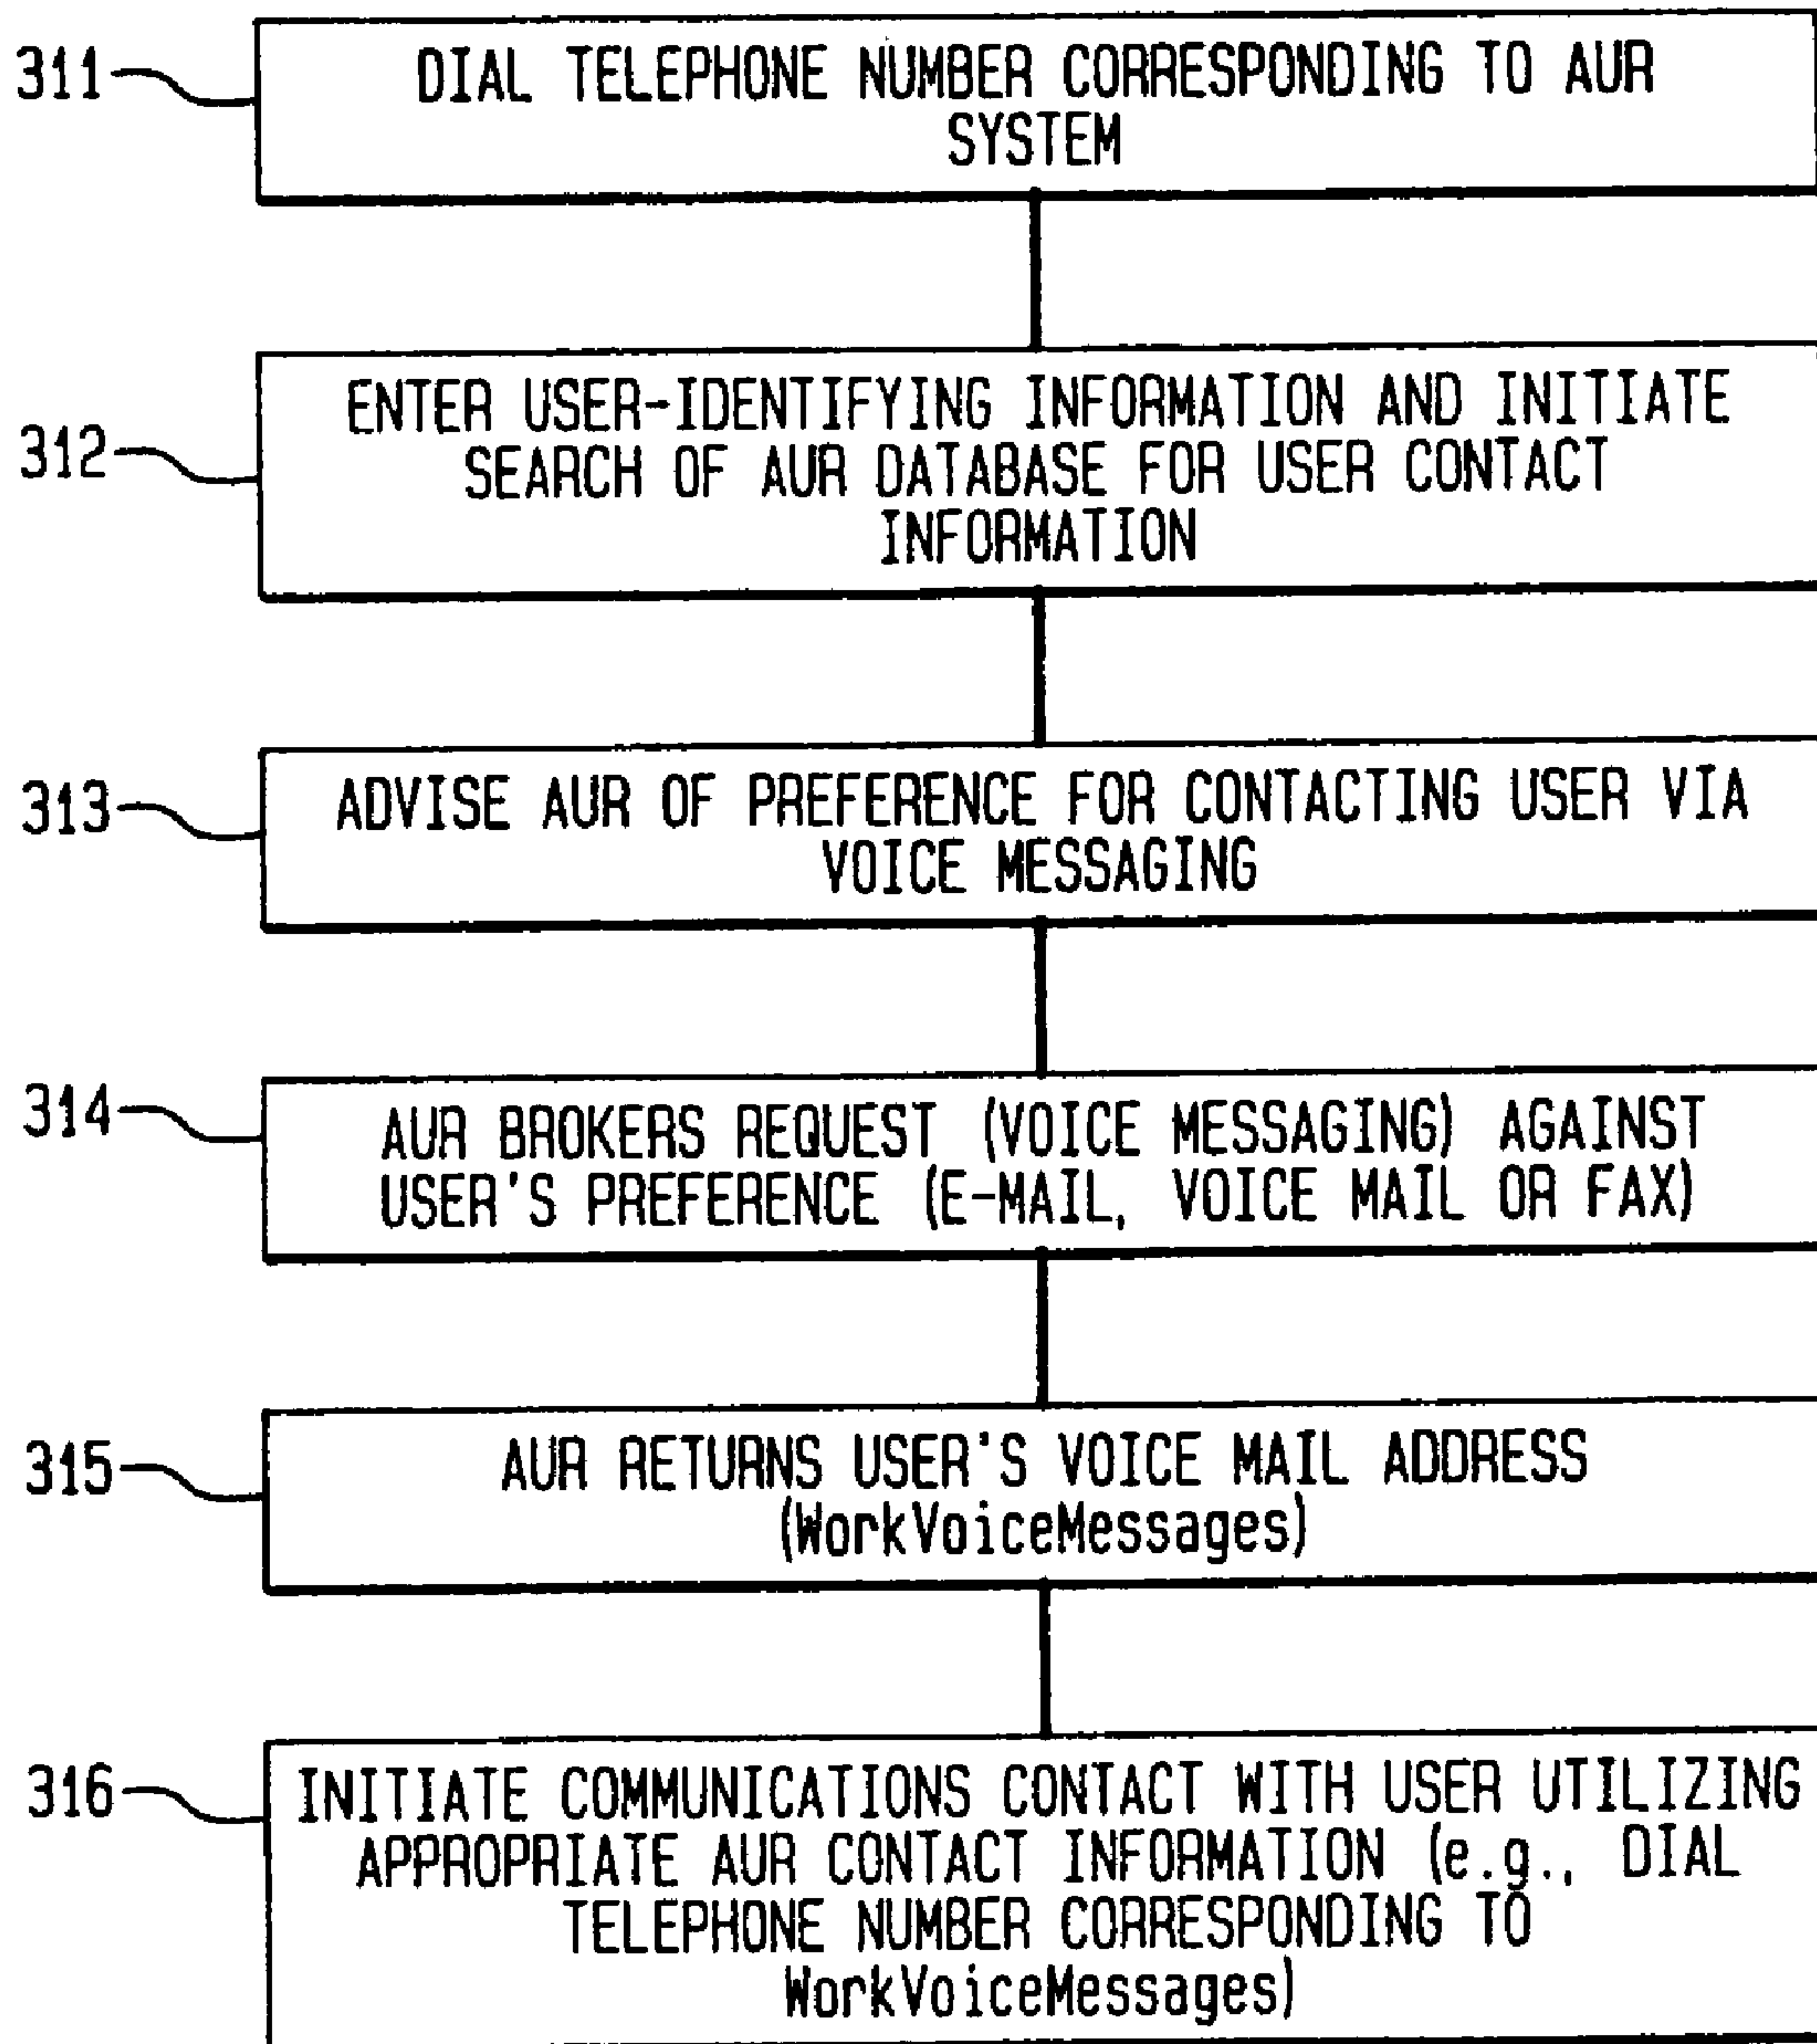 311
DIAL TELEPHONE NUMBER CORRESPONDING TO AUR
SYSTEM
312
ENTER USER-IDENTIFYING INFORMATION AND INITIATE
SEARCH OF AUR DATABASE FOR USER CONTACT
INFORMATION
313
ADVISE AUR OF PREFERENCE FOR CONTACTING USER VIA
VOICE MESSAGING
314
AUR BROKERS REQUEST (VOICE MESSAGING) AGAINST
USER'S PREFERENCE (E-MAIL, VOICE MAIL OR FAX)
315
AUR RETURNS USER'S VOICE MAIL ADDRESS
(WorkVoiceMessages)
316
INITIATE COMMUNICATIONS CONTACT WITH USER UTILIZING
APPROPRIATE AUR CONTACT INFORMATION (e.g., DIAL
TELEPHONE NUMBER CORRESPONDING TO
WorkVoiceMessages)